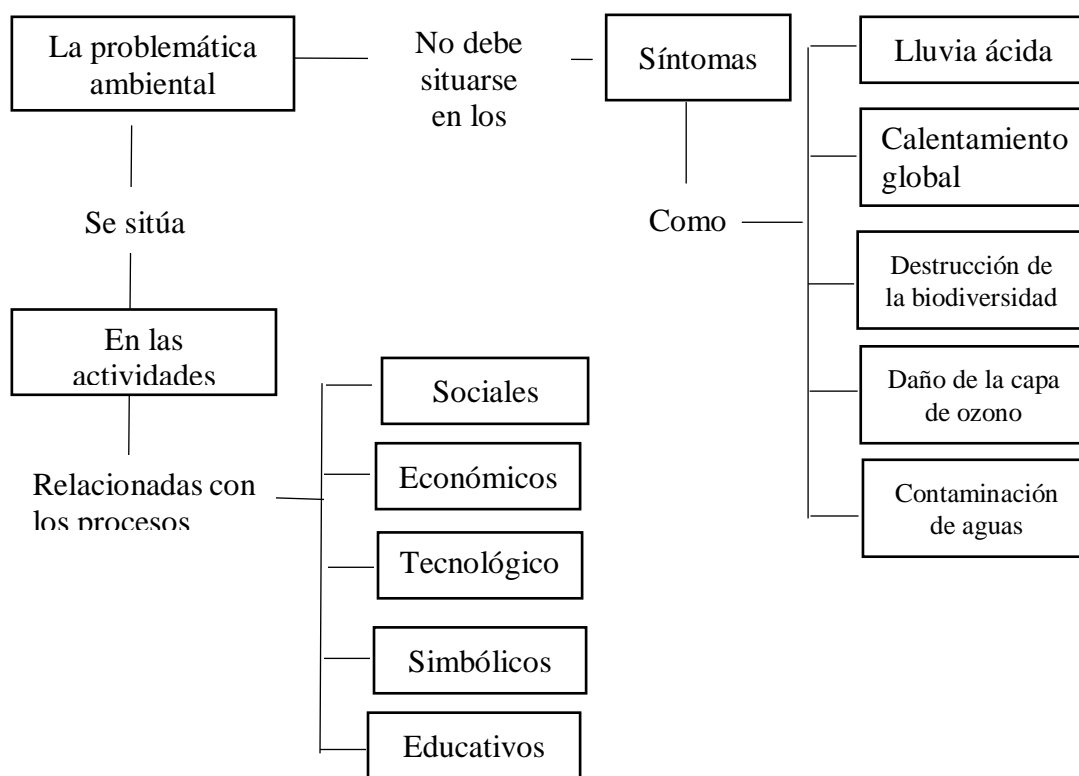 La problemática
ambiental
No debe
situarse
en los
Síntomas
Como
Lluvia ácida
Calentamiento
global
Destrucción de
la biodiversidad
Daño de la capa
de ozono
Contaminación
de aguas
Se sitúa
En las
actividades
Relacionadas con
los procesos
Sociales
Económicos
Tecnológico
Simbólicos
Educativos